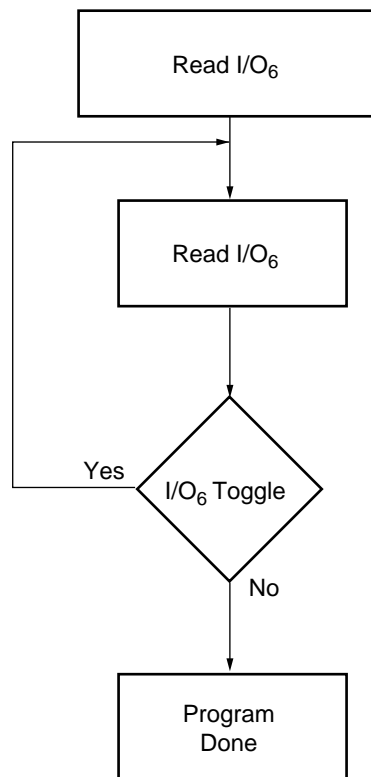 Read I/O₆
Read I/O₆
Yes
I/O₆ Toggle
No
Program
Done